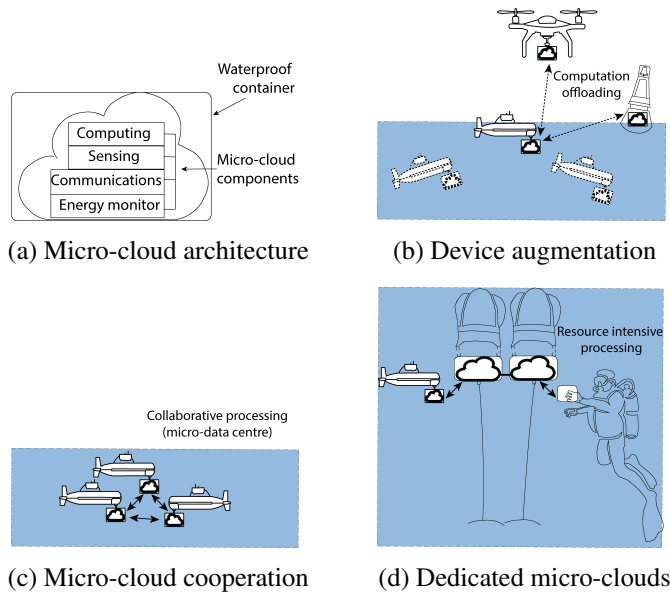 Waterproof
container
Computing
Sensing
Communications
Energy monitor
Micro-cloud
components
(a) Micro-cloud architecture
Computation
offloading
(b) Device augmentation
Collaborative processing
(micro-data centre)
(c) Micro-cloud cooperation
Resource intensive
processing
(d) Dedicated micro-clouds